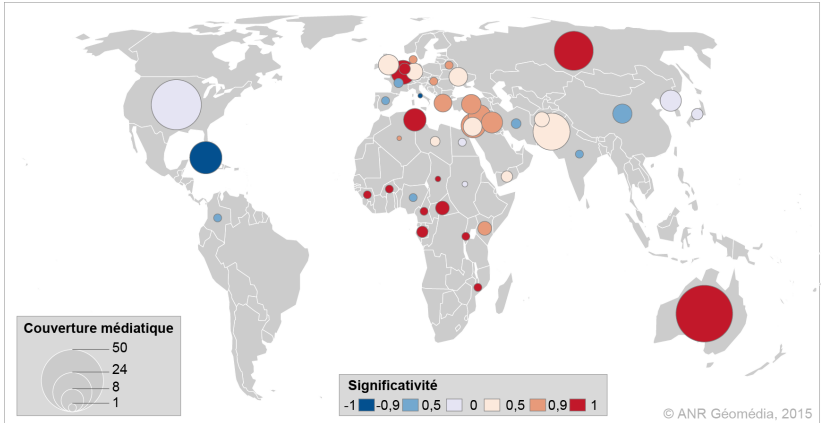 Couverture médiatique
50
24
8
1
Significativité
-1 -0,9 0,5 0 0,5 0,9 1
© ANR Géomédia, 2015